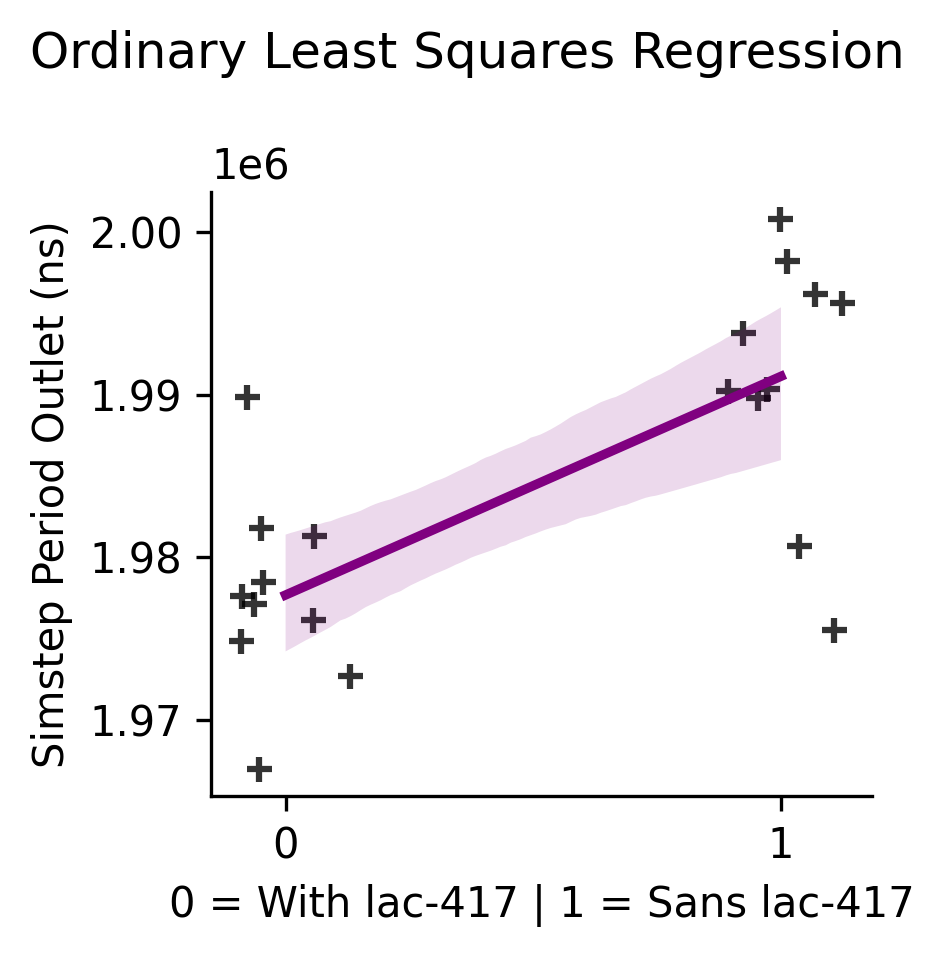 Ordinary Least Squares Regression
1e6
Simstep Period Outlet (ns)
2.00
1.99
1.98
1.97
0 1
0 = With lac-417 | 1 = Sans lac-417